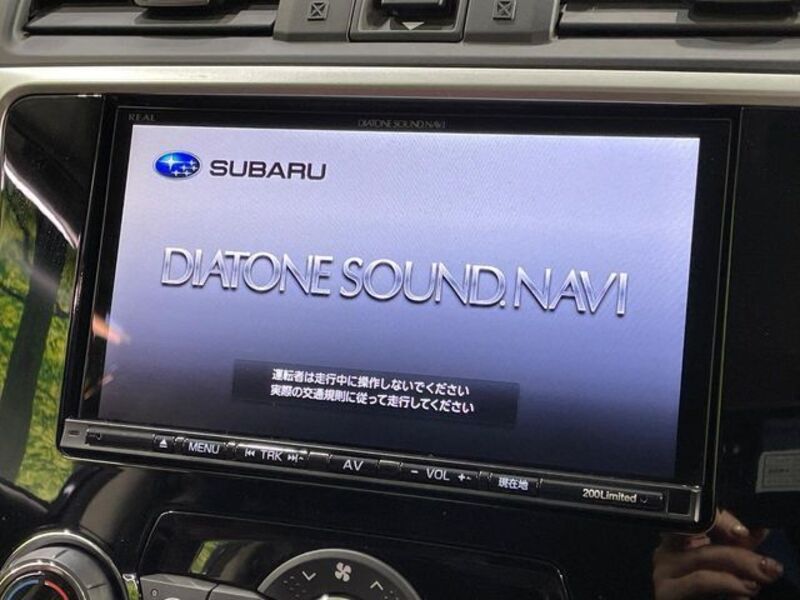 REAL
DIATONE SOUND NAVI
SUBARU
DIATONE SOUND.NAVI
運転者は走行中に操作しないでください
実際の交通規則に従って走行してください
MENU
TRK
AV
- VOL +
現在地
200Limited